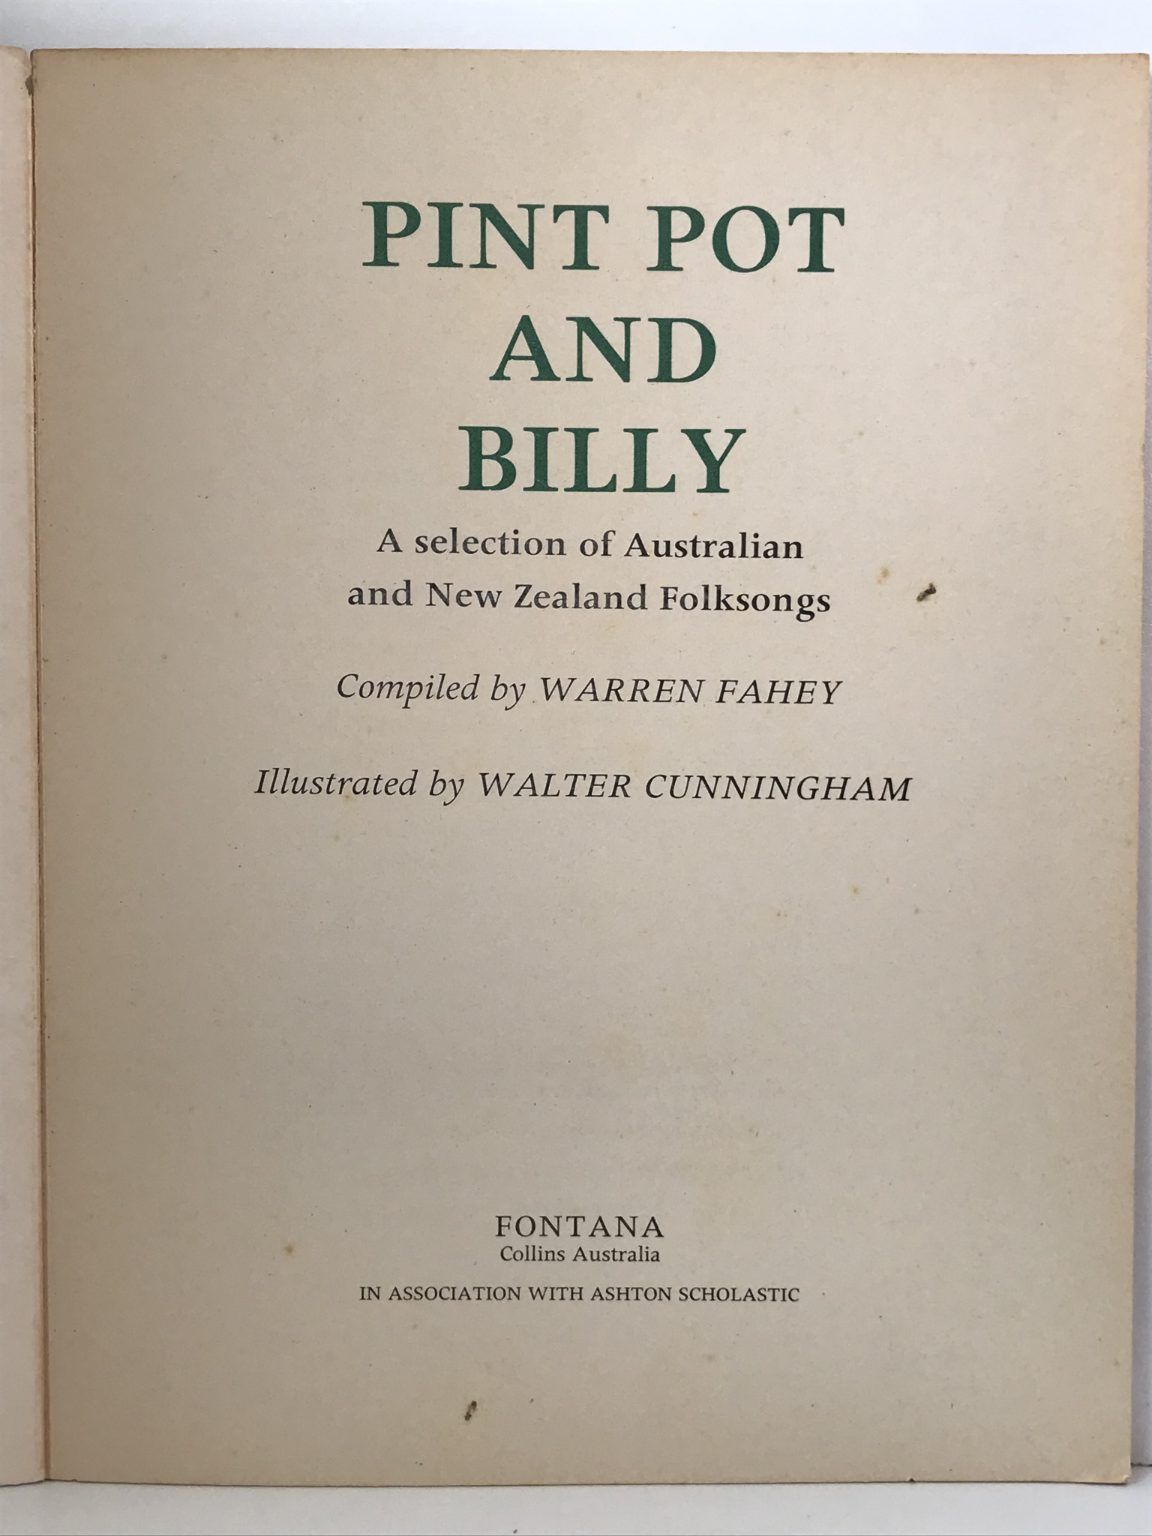 PINT POT
AND
BILLY
A selection of Australian
and New Zealand Folksongs
Compiled by WARREN FAHEY
Illustrated by WALTER CUNNINGHAM
FONTANA
Collins Australia
IN ASSOCIATION WITH ASHTON SCHOLASTIC